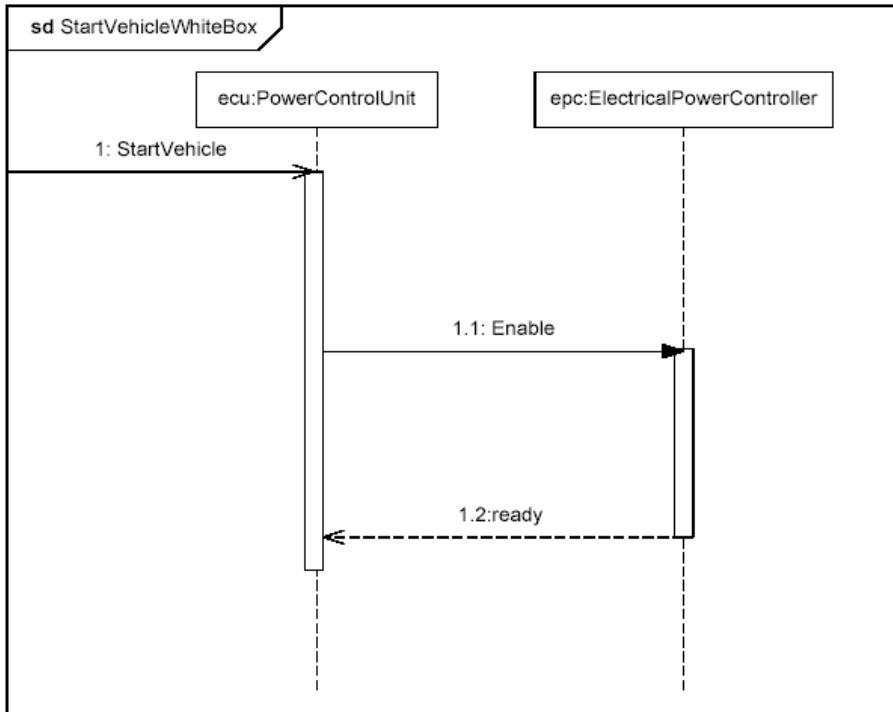 sd StartVehicleWhiteBox
ecu:PowerControlUnit
epc:ElectricalPowerController
1: StartVehicle
1.1: Enable
1.2:ready